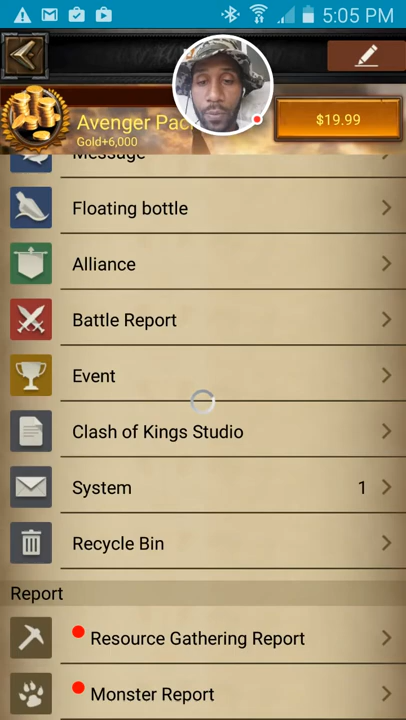 5:05 PM
Avenger Pac
$19.99
Gold+6,000
Message
Floating bottle
Alliance
Battle Report
Event
Clash of Kings Studio
System 1
Recycle Bin
Report
Resource Gathering Report
Monster Report